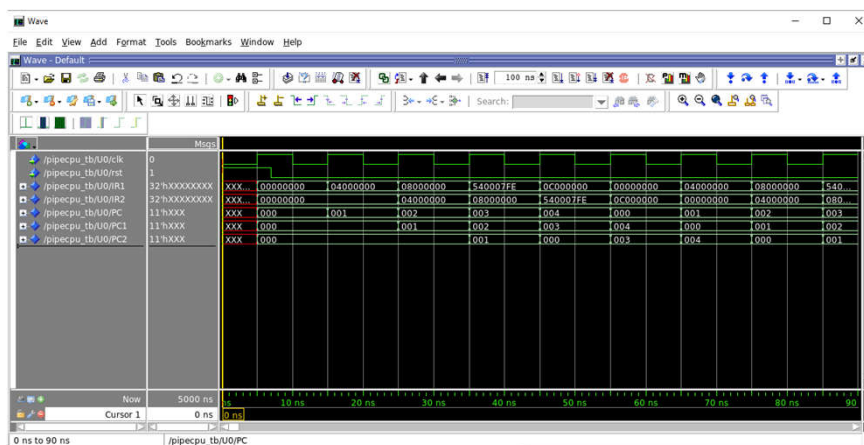 Wave
File Edit View Add Format Tools Bookmarks Window Help
Wave - Default
100 ns
Search:
Msgs
/pipecpu_tb/U0/clk 0
/pipecpu_tb/U0/rst 1
/pipecpu_tb/U0/IR1 32'hXXXXXXXX XXX... 00000000 04000000 08000000 540007FE 0C000000 00000000 04000000 08000000 540...
/pipecpu_tb/U0/IR2 32'hXXXXXXXX XXX... 00000000 04000000 08000000 540007FE 0C000000 00000000 04000000 080...
/pipecpu_tb/U0/PC 11'hXXX XXX 000 001 002 003 004 000 001 002 003
/pipecpu_tb/U0/PC1 11'hXXX XXX 000 001 002 003 004 000 001 002
/pipecpu_tb/U0/PC2 11'hXXX XXX 000 001 000 003 004 000 001
Now 5000 ns ns 10 ns 20 ns 30 ns 40 ns 50 ns 60 ns 70 ns 80 ns 90
Cursor 1 0 ns 0 ns
0 ns to 90 ns /pipecpu_tb/U0/PC